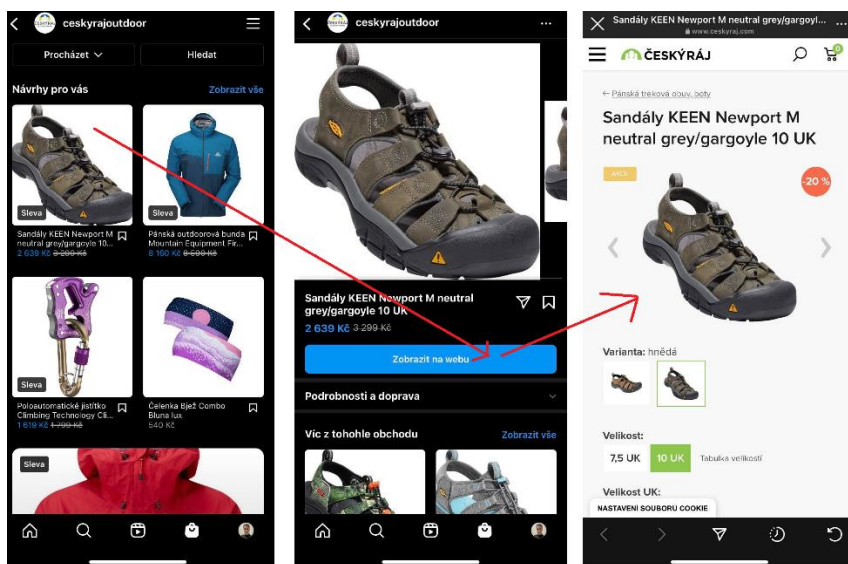 ceskyrajoutdoor
Procházet
Hledat
Návrhy pro vás
Zobrazit vše
Sleva
Sleva
Sandály KEEN Newport M
neutral grey/gargoyle 10...
2 639 Kč 3 299 Kč
Pánská outdoorová bunda
Mountain Equipment Fir...
8 160 Kč 8 590 Kč
Sleva
Poloautomatické jistítko
Climbing Technology Cli...
1 619 Kč 1 799 Kč
Čelenka Bjež Combo
Bluna lux
540 Kč
Sleva
ceskyrajoutdoor
Sandály KEEN Newport M neutral
grey/gargoyle 10 UK
2 639 Kč 3 299 Kč
Zobrazit na webu
Podrobnosti a doprava
Víc z tohohle obchodu
Zobrazit vše
Sandály KEEN Newport M neutral grey/gargoyl...
www.ceskyraj.com
ČESKÝRÁJ
0
← Pánská treková obuv, boty
Sandály KEEN Newport M
neutral grey/gargoyle 10 UK
AKCE
-20 %
Varianta: hnědá
Velikost:
7,5 UK
10 UK
Tabulka velikostí
Velikost UK:
NASTAVENÍ SOUBORŮ COOKIE